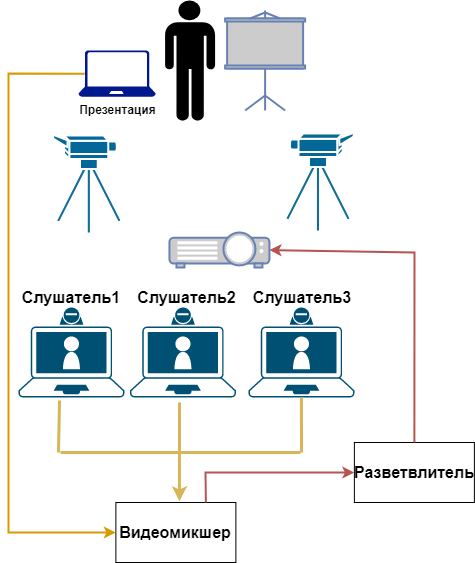 Презентация
Слушатель1 Слушатель2 Слушатель3
Разветвлитель
Видеомикшер